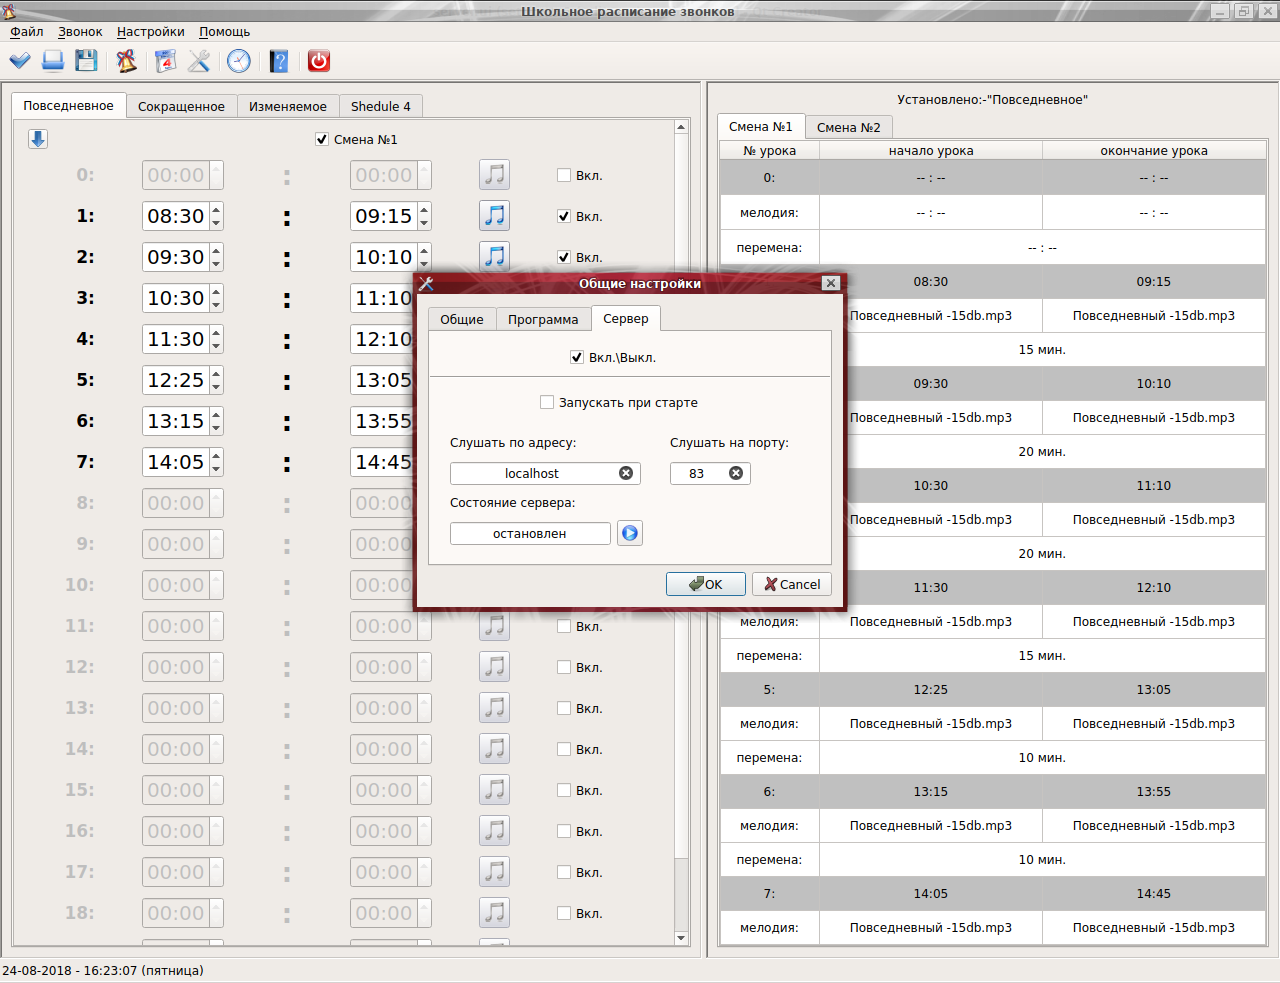 Школьное расписание звонков
Файл Звонок Настройки Помощь
Повседневное Сокращенное Изменяемое Shedule 4
Смена №1
0: 00:00 : 00:00 Вкл.
1: 08:30 : 09:15 Вкл.
2: 09:30 : 10:10 Вкл.
3: 10:30 : 11:10
4: 11:30 : 12:10
5: 12:25 : 13:05
6: 13:15 : 13:55
7: 14:05 : 14:45
8: 00:00 : 00:00
9: 00:00 : 00:00
10: 00:00 : 00:00
11: 00:00 : 00:00 Вкл.
12: 00:00 : 00:00 Вкл.
13: 00:00 : 00:00 Вкл.
14: 00:00 : 00:00 Вкл.
15: 00:00 : 00:00 Вкл.
16: 00:00 : 00:00 Вкл.
17: 00:00 : 00:00 Вкл.
18: 00:00 : 00:00 Вкл.
Общие настройки
Общие Программа Сервер
Вкл.\Выкл.
Запускать при старте
Слушать по адресу: Слушать на порту:
localhost 83
Состояние сервера:
остановлен
OK Cancel
Установлено:-"Повседневное"
Смена №1 Смена №2
№ урока начало урока окончание урока
0: -- : -- -- : --
мелодия: -- : -- -- : --
перемена: -- : --
08:30 09:15
Повседневный -15db.mp3 Повседневный -15db.mp3
15 мин.
09:30 10:10
Повседневный -15db.mp3 Повседневный -15db.mp3
20 мин.
10:30 11:10
Повседневный -15db.mp3 Повседневный -15db.mp3
20 мин.
11:30 12:10
мелодия: Повседневный -15db.mp3 Повседневный -15db.mp3
перемена: 15 мин.
5: 12:25 13:05
мелодия: Повседневный -15db.mp3 Повседневный -15db.mp3
перемена: 10 мин.
6: 13:15 13:55
мелодия: Повседневный -15db.mp3 Повседневный -15db.mp3
перемена: 10 мин.
7: 14:05 14:45
мелодия: Повседневный -15db.mp3 Повседневный -15db.mp3
24-08-2018 - 16:23:07 (пятница)